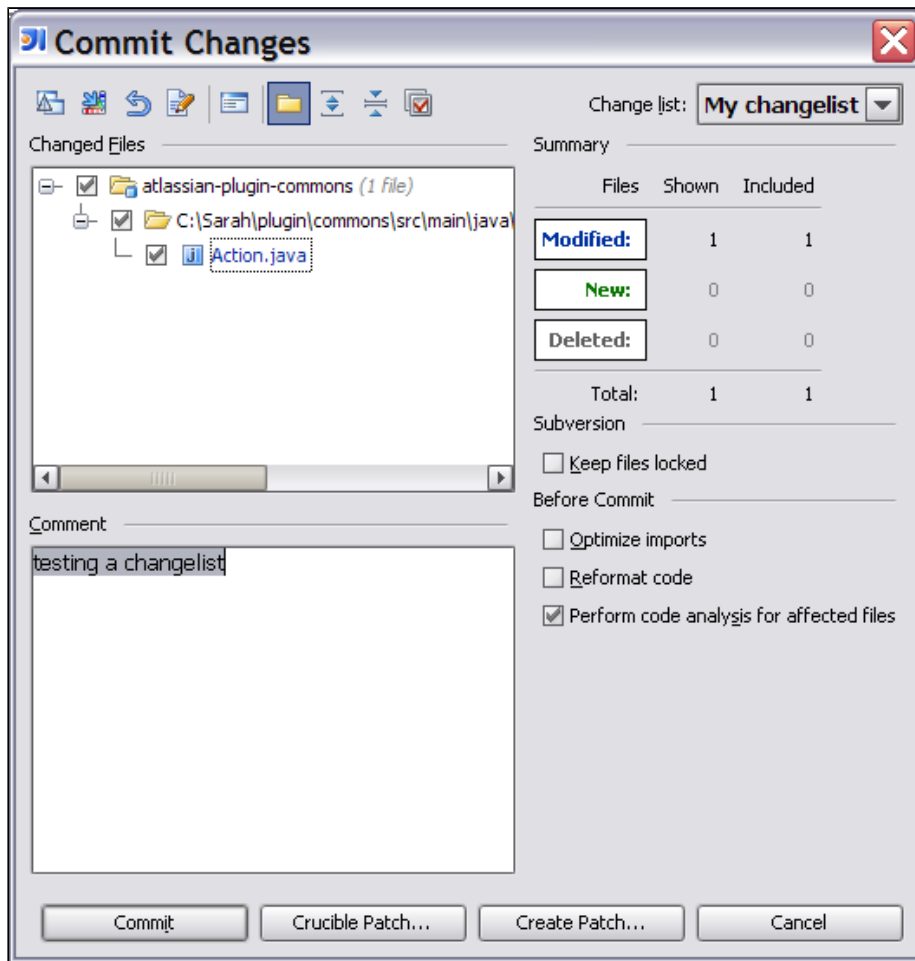 Commit Changes
Change list: My changelist
Changed Files
atlassian-plugin-commons (1 file)
C:\Sarah\plugin\commons\src\main\java\
Action.java
Summary
Files Shown Included
Modified: 1 1
New: 0 0
Deleted: 0 0
Total: 1 1
Subversion
Keep files locked
Before Commit
Optimize imports
Reformat code
Perform code analysis for affected files
Comment
testing a changelist
Commit Crucible Patch... Create Patch... Cancel